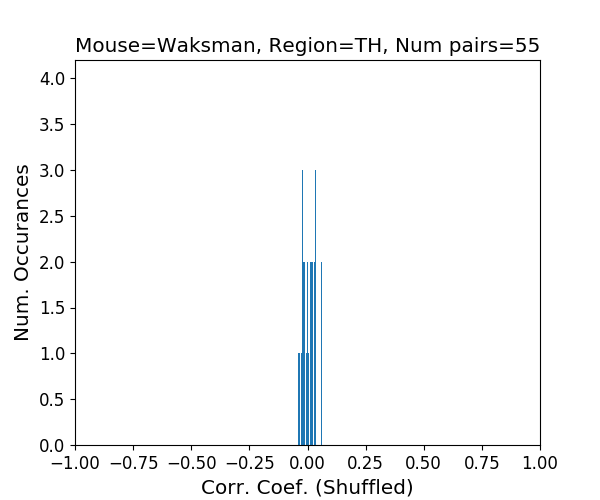 Mouse=Waksman, Region=TH, Num pairs=55
4.0
3.5
3.0
2.5
2.0
1.5
1.0
0.5
0.0
Num. Occurances
−1.00 −0.75 −0.50 −0.25 0.00 0.25 0.50 0.75 1.00
Corr. Coef. (Shuffled)